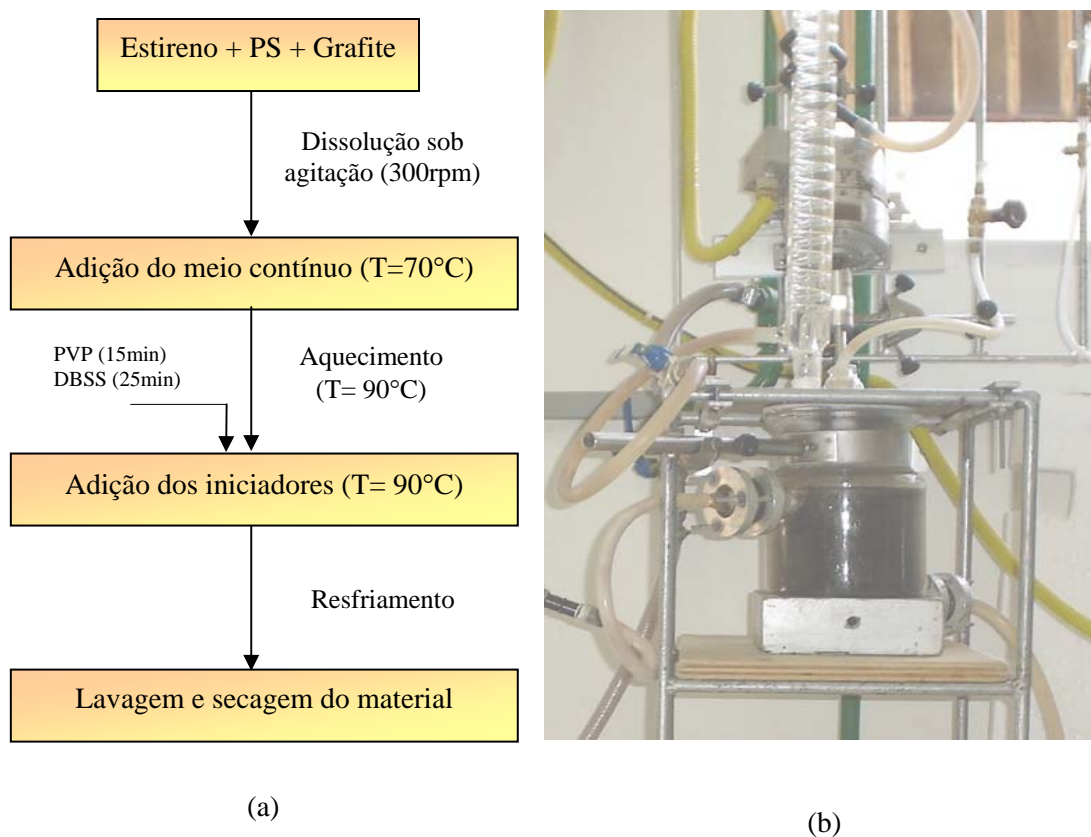 Estireno + PS + Grafite
Dissolução sob
agitação (300rpm)
Adição do meio contínuo (T=70°C)
PVP (15min)
DBSS (25min)
Aquecimento
(T= 90°C)
Adição dos iniciadores (T= 90°C)
Resfriamento
Lavagem e secagem do material
(a)
(b)